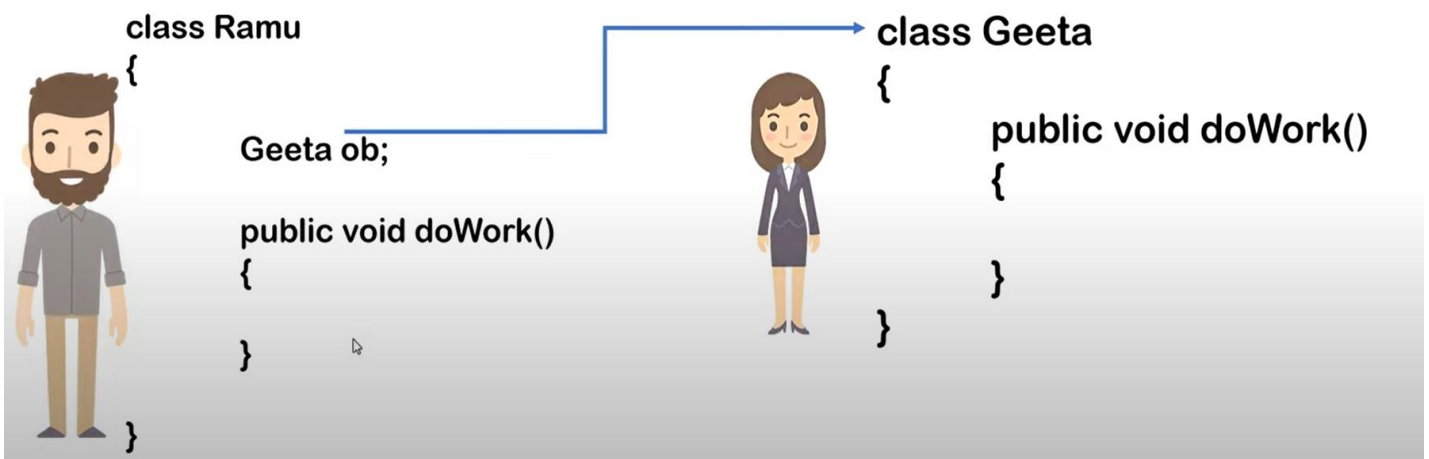 class Ramu
{
Geeta ob;
public void doWork()
{
}
}
class Geeta
{
public void doWork()
{
}
}